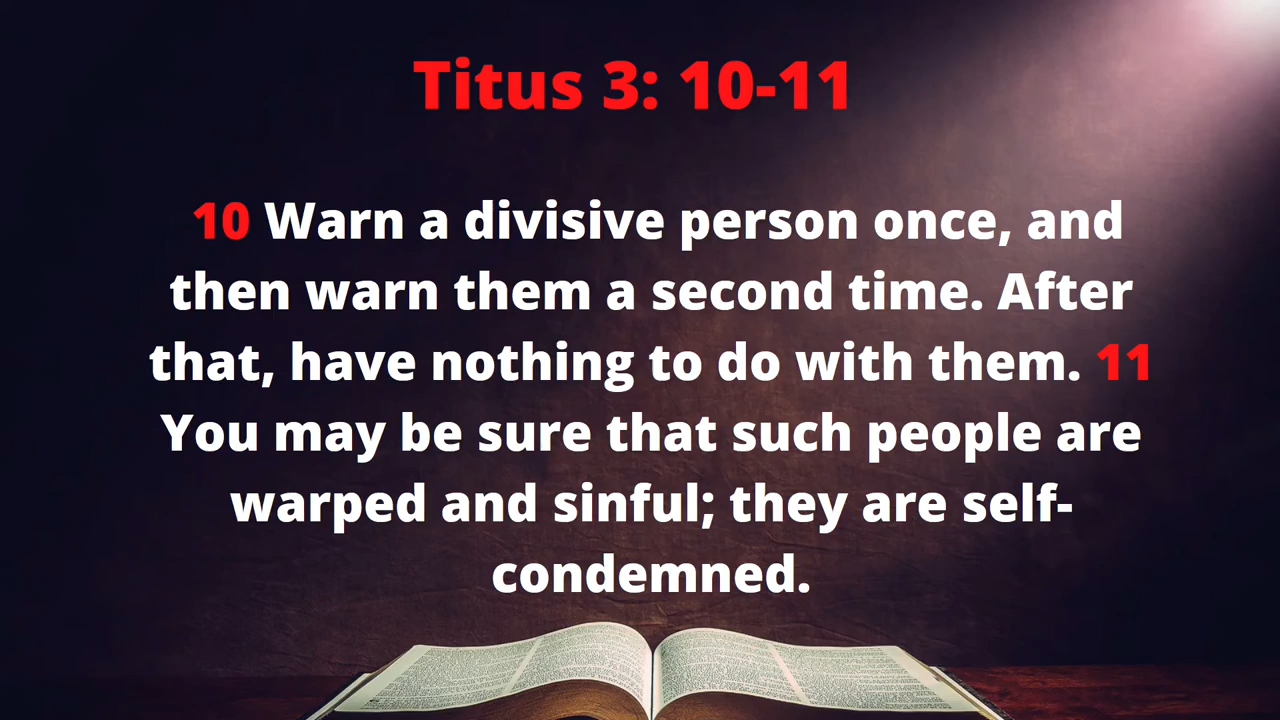 Titus 3: 10-11
10 Warn a divisive person once, and
then warn them a second time. After
that, have nothing to do with them. 11
You may be sure that such people are
warped and sinful; they are self-
condemned.